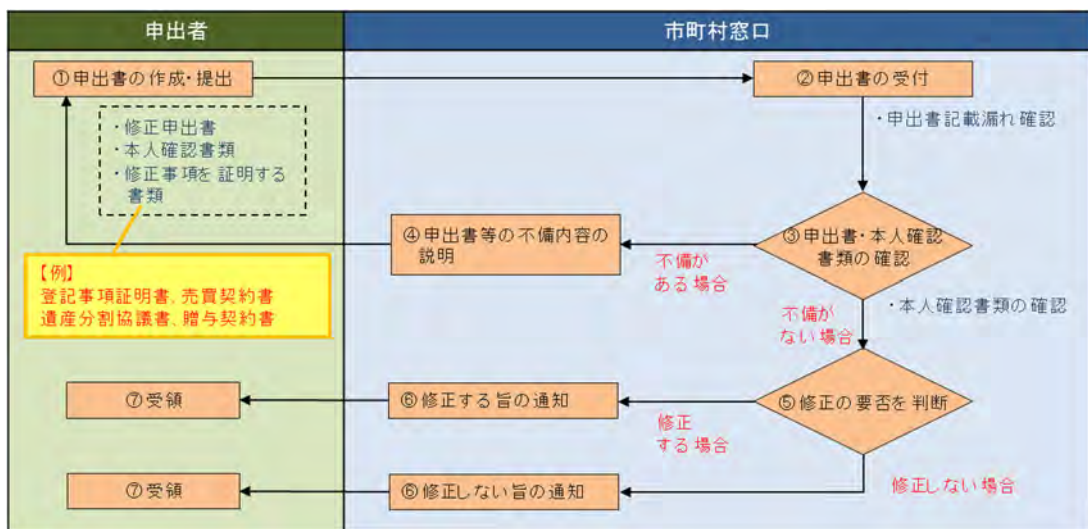 申出者
市町村窓口
①申出書の作成・提出
②申出書の受付
・修正申出書
・本人確認書類
・修正事項を証明する
書類
・申出書記載漏れ確認
④申出書等の不備内容の
説明
③申出書・本人確認
書類の確認
不備が
ある場合
【例】
登記事項証明書、売買契約書
遺産分割協議書、贈与契約書
・本人確認書類の確認
不備が
ない場合
⑦受領
⑥修正する旨の通知
⑤修正の要否を判断
修正
する場合
⑦受領
⑥修正しない旨の通知
修正しない場合